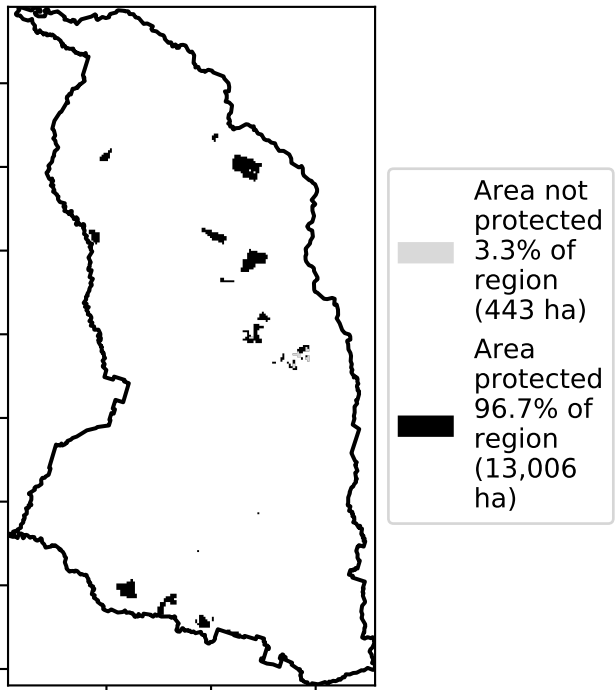 Area not
protected
3.3% of
region
(443 ha)
Area
protected
96.7% of
region
(13,006
ha)